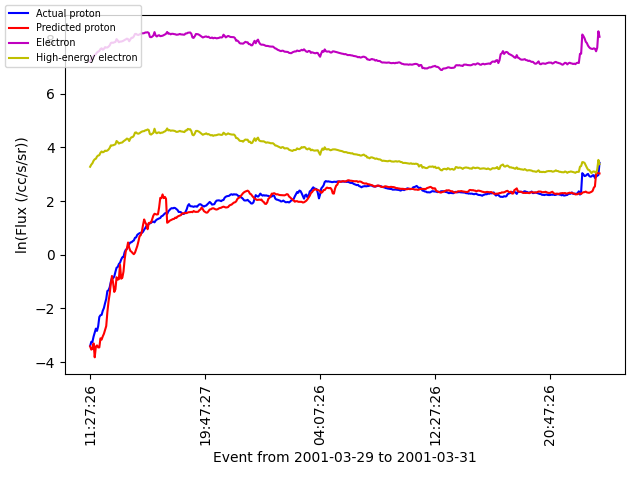 Actual proton
Predicted proton
Electron
High-energy electron
ln(Flux (/cc/s/sr))
6
4
2
0
−2
−4
11:27:26
19:47:27
04:07:26
12:27:26
20:47:26
Event from 2001-03-29 to 2001-03-31